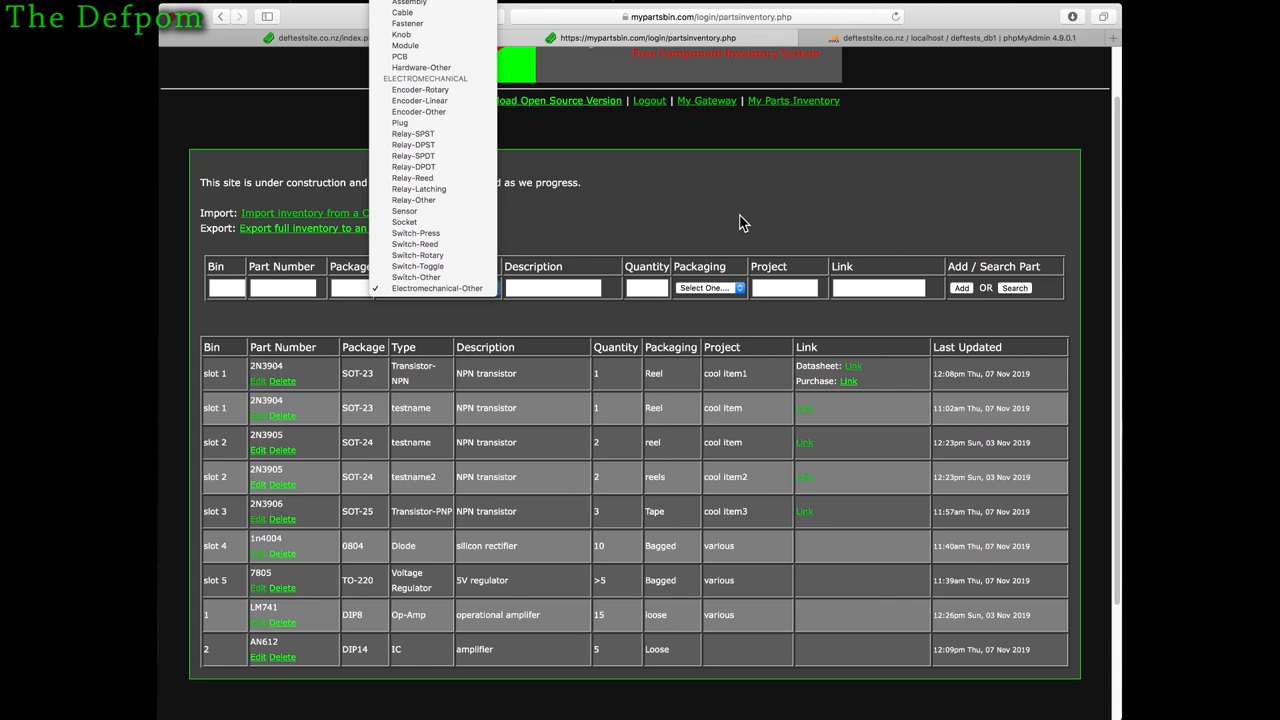 The Defpom
mypartsbin.com/login/partsinventory.php
deftestsite.co.nz/index.p
https://mypartsbin.com/login/partsinventory.php
deftestsite.co.nz / localhost / deftests_db1 | phpMyAdmin 4.9.0.1
Free Component Inventory System
load Open Source Version | Logout | My Gateway | My Parts Inventory
Assembly
Cable
Fastener
Knob
Module
PCB
Hardware-Other
ELECTROMECHANICAL
Encoder-Rotary
Encoder-Linear
Encoder-Other
Plug
Relay-SPST
Relay-DPST
Relay-SPDT
Relay-DPDT
Relay-Reed
Relay-Latching
Relay-Other
Sensor
Socket
Switch-Press
Switch-Reed
Switch-Rotary
Switch-Toggle
Switch-Other
✓ Electromechanical-Other
This site is under construction and
d as we progress.
Import: Import inventory from a C
Export: Export full inventory to an
Bin Part Number Package Description Quantity Packaging Project Link Add / Search Part
Select One.... Add OR Search
Bin Part Number Package Type Description Quantity Packaging Project Link Last Updated
slot 1 2N3904 SOT-23 Transistor- NPN transistor 1 Reel cool item1 Datasheet: Link 12:08pm Thu, 07 Nov 2019
Edit Delete NPN Purchase: Link
slot 1 2N3904 SOT-23 testname NPN transistor 1 Reel cool item Link 11:02am Thu, 07 Nov 2019
Edit Delete
slot 2 2N3905 SOT-24 testname NPN transistor 2 reel cool item Link 12:23pm Sun, 03 Nov 2019
Edit Delete
slot 2 2N3905 SOT-24 testname2 NPN transistor 2 reels cool item2 Link 12:23pm Sun, 03 Nov 2019
Edit Delete
slot 3 2N3906 SOT-25 Transistor-PNP NPN transistor 3 Tape cool item3 Link 11:57am Thu, 07 Nov 2019
Edit Delete
slot 4 1n4004 0804 Diode silicon rectifier 10 Bagged various 11:40am Thu, 07 Nov 2019
Edit Delete
slot 5 7805 TO-220 Voltage 5V regulator >5 Bagged various 11:39am Thu, 07 Nov 2019
Edit Delete Regulator
1 LM741 DIP8 Op-Amp operational amplifer 15 loose various 12:26pm Sun, 03 Nov 2019
Edit Delete
2 AN612 DIP14 IC amplifier 5 Loose 12:09pm Thu, 07 Nov 2019
Edit Delete